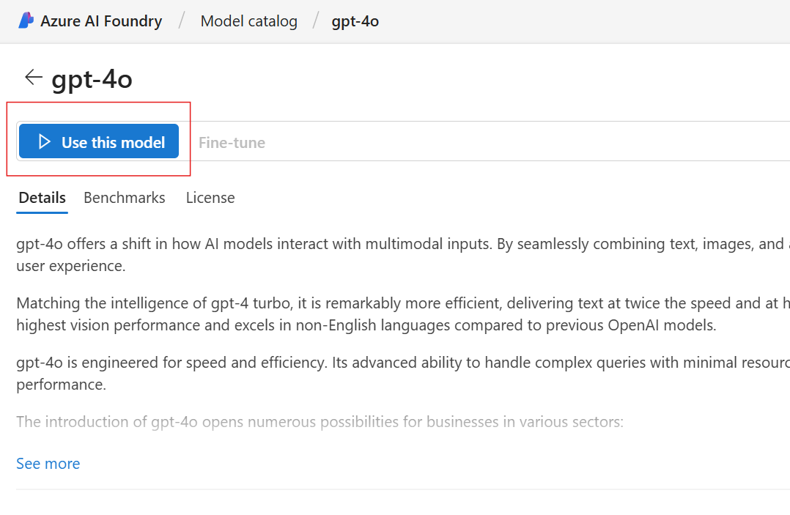 Azure AI Foundry / Model catalog / gpt-4o
← gpt-4o
Use this model Fine-tune
Details Benchmarks License
gpt-4o offers a shift in how AI models interact with multimodal inputs. By seamlessly combining text, images, and
user experience.
Matching the intelligence of gpt-4 turbo, it is remarkably more efficient, delivering text at twice the speed and at
highest vision performance and excels in non-English languages compared to previous OpenAI models.
gpt-4o is engineered for speed and efficiency. Its advanced ability to handle complex queries with minimal
performance.
The introduction of gpt-4o opens numerous possibilities for businesses in various sectors:
See more